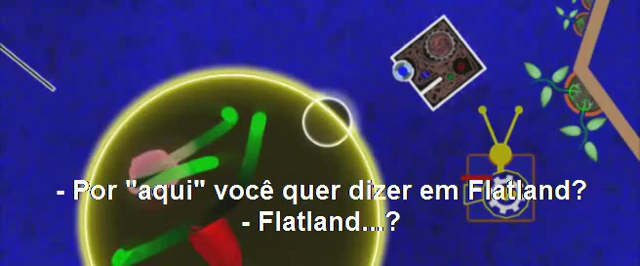 - Por "aqui" você quer dizer em Flatland?
- Flatland...?